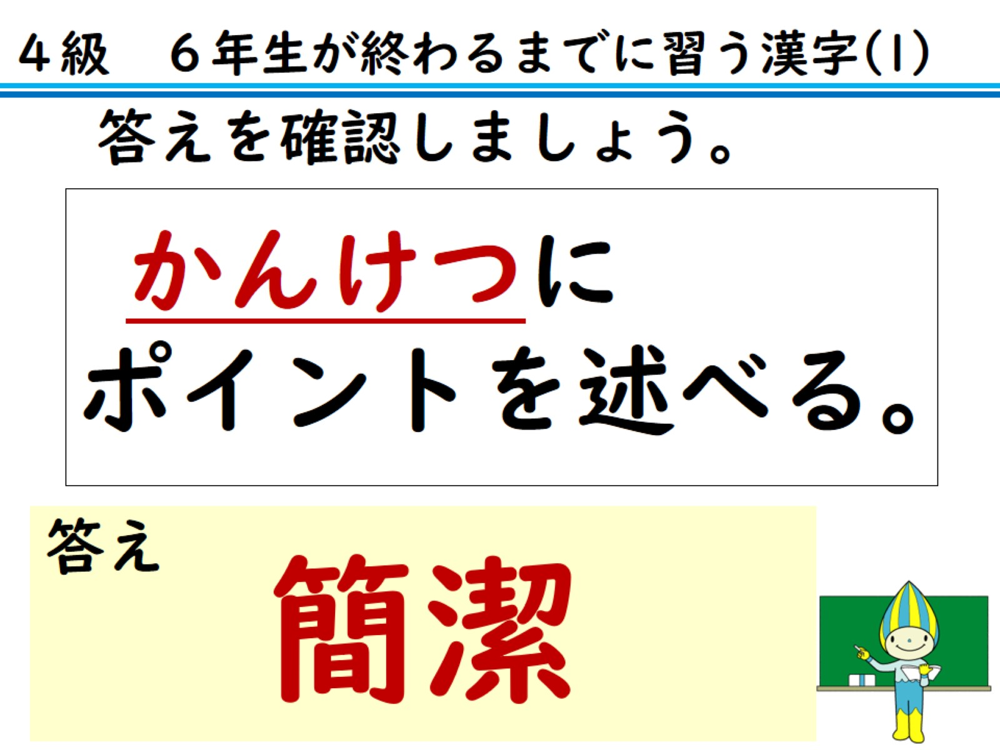 ４級　６年生が終わるまでに習う漢字(1)
答えを確認しましょう。
かんけつに
ポイントを述べる。
答え
簡潔